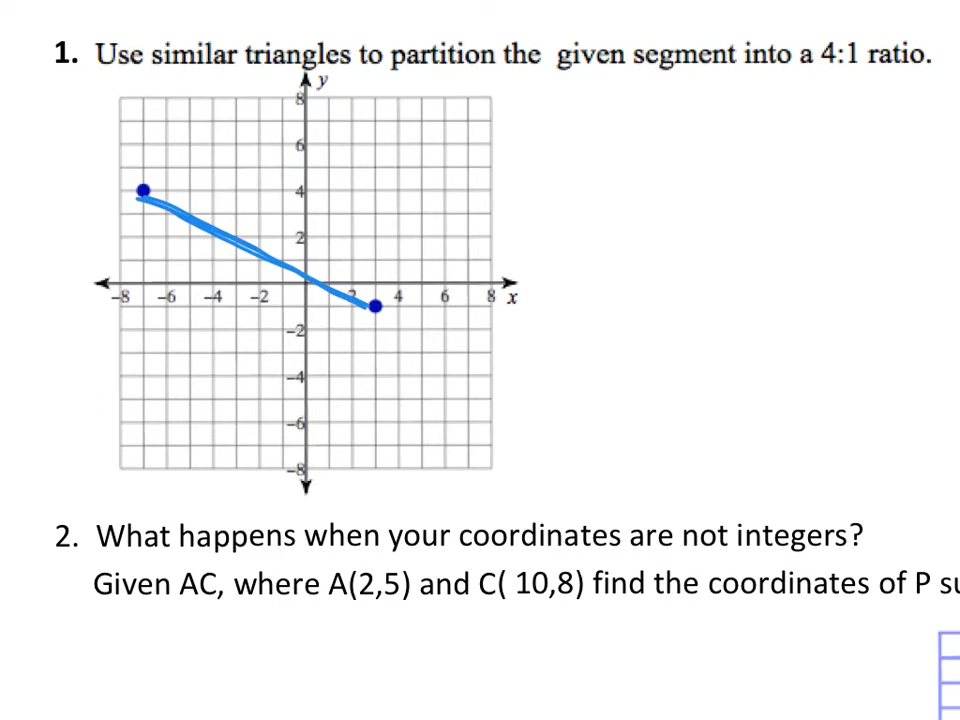 1. Use similar triangles to partition the given segment into a 4:1 ratio.
y
8
6
4
2
-8 -6 -4 -2 2 4 6 8 x
-2
-4
-6
-8
2. What happens when your coordinates are not integers?
Given AC, where A(2,5) and C( 10,8) find the coordinates of P